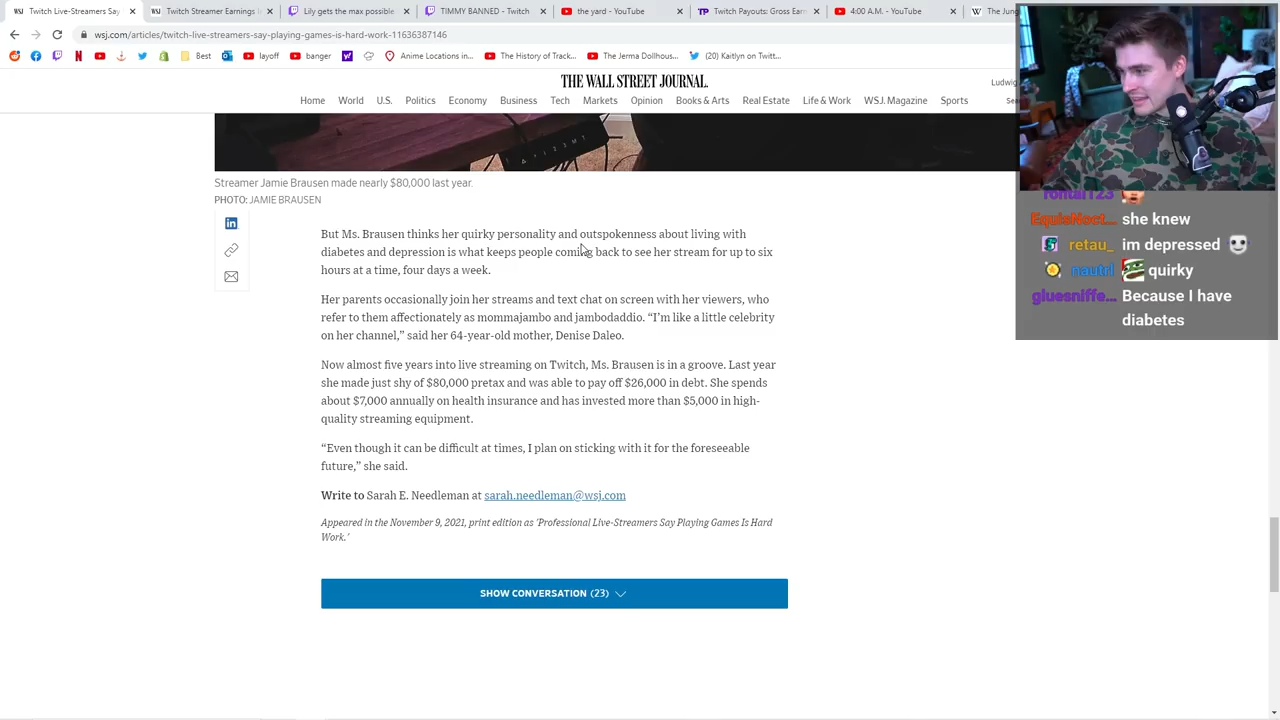 Twitch Live-Streamers Say
Twitch Streamer Earnings In
Lily gets the max possible
TIMMY BANNED - Twitch
the yard - YouTube
Twitch Payouts: Gross Earn
4:00 A.M. - YouTube
The Jung
wsj.com/articles/twitch-live-streamers-say-playing-games-is-hard-work-11636387146
Best
layoff
banger
Anime Locations in...
The History of Track...
The Jerma Dollhous...
(20) Kaitlyn on Twitt...
THE WALL STREET JOURNAL.
Ludwig
Home World U.S. Politics Economy Business Tech Markets Opinion Books & Arts Real Estate Life & Work WSJ. Magazine Sports
Sea
Streamer Jamie Brausen made nearly $80,000 last year.
PHOTO: JAMIE BRAUSEN
But Ms. Brausen thinks her quirky personality and outspokenness about living with
diabetes and depression is what keeps people coming back to see her stream for up to six
hours at a time, four days a week.
Her parents occasionally join her streams and text chat on screen with her viewers, who
refer to them affectionately as mommajambo and jambodaddio. “I’m like a little celebrity
on her channel,” said her 64-year-old mother, Denise Daleo.
Now almost five years into live streaming on Twitch, Ms. Brausen is in a groove. Last year
she made just shy of $80,000 pretax and was able to pay off $26,000 in debt. She spends
about $7,000 annually on health insurance and has invested more than $5,000 in high-
quality streaming equipment.
“Even though it can be difficult at times, I plan on sticking with it for the foreseeable
future,” she said.
Write to Sarah E. Needleman at sarah.needleman@wsj.com
Appeared in the November 9, 2021, print edition as 'Professional Live-Streamers Say Playing Games Is Hard
Work.'
SHOW CONVERSATION (23)
EquisNoct... she knew
retau_ im depressed
nautrl quirky
gluesniffe... Because I have
diabetes